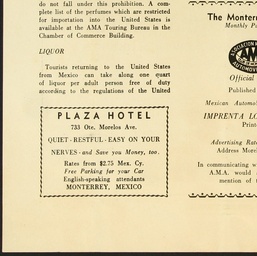 do not fall under this prohibition. A com-
plete list of the perfumes which are restricted
for importation into the United States is
available at the AMA Touring Bureau in the
Chamber of Commerce Building.
LIQUOR
Tourists returning to the United States
from Mexico can take along one quart
of liquor per adult person free of duty
according to the regulations of the United
PLAZA HOTEL
733 Ote. Morelos Ave.
QUIET - RESTFUL - EASY ON YOUR
NERVES - and Save you Money, too.
Rates from $2.75 Mex. Cy.
Free Parking for your Car
English-speaking attendants
MONTERREY, MEXICO
The Monterr
Monthly P
Official
Published
Mexican Automo
IMPRENTA LO
Print
Advertising Rat
Address Morel
In communicating w
A.M.A. would
mention of